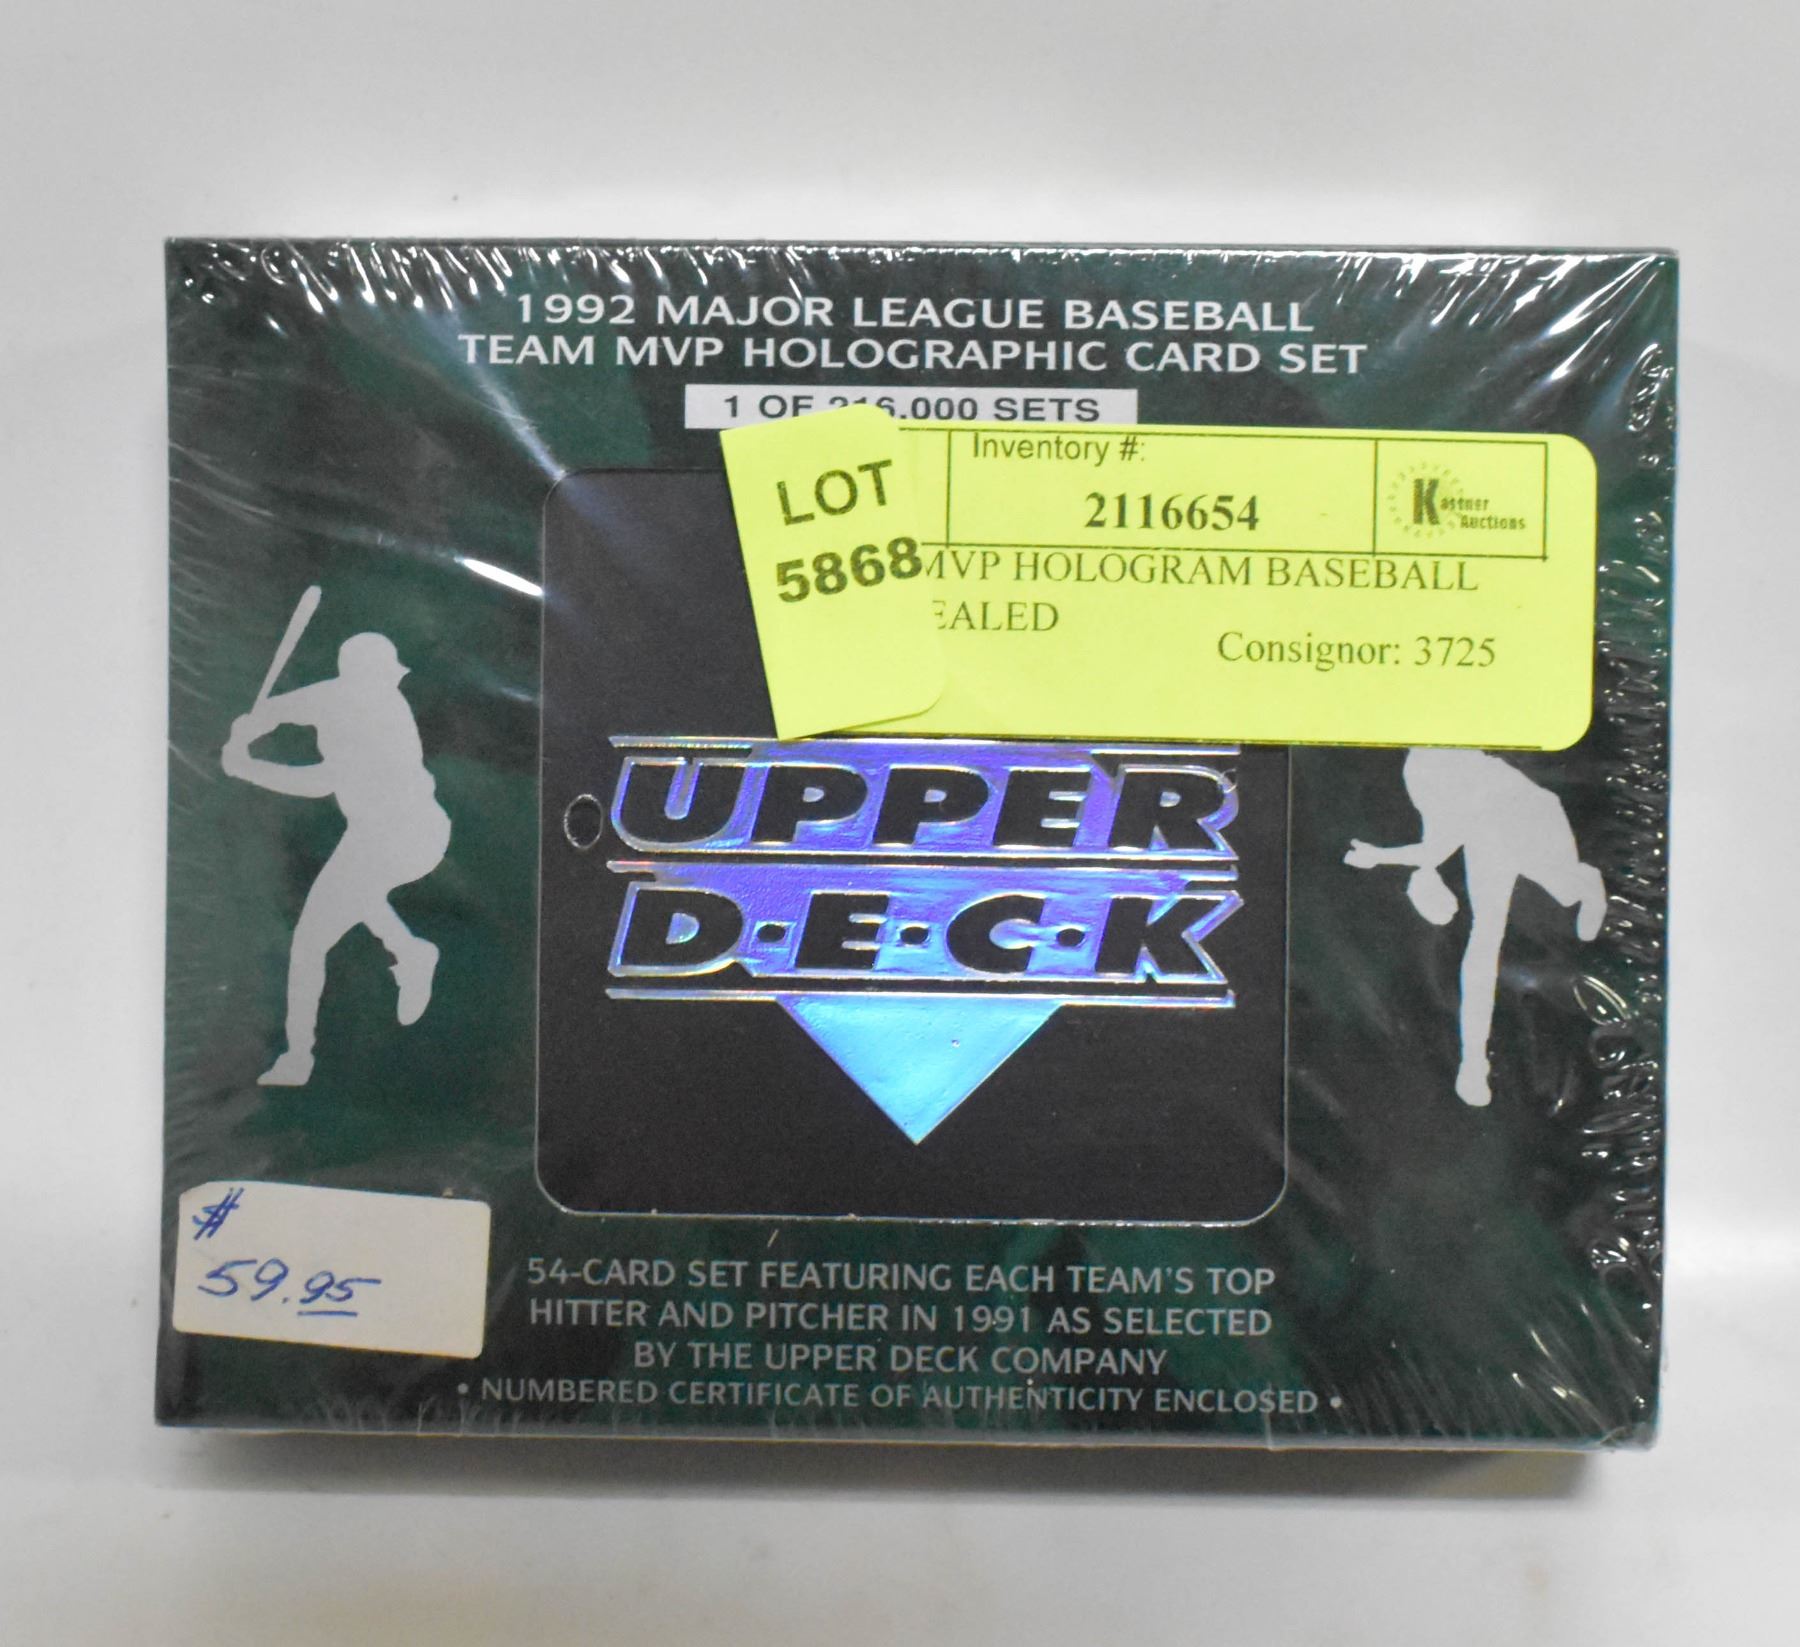 1992 MAJOR LEAGUE BASEBALL
TEAM MVP HOLOGRAPHIC CARD SET
1 OF 216,000 SETS
LOT
5868
Inventory #:
2116654
Kastner
Auctions
MVP HOLOGRAM BASEBALL
EALED
Consignor: 3725
UPPER
D·E·C·K
$
59.95
54-CARD SET FEATURING EACH TEAM'S TOP
HITTER AND PITCHER IN 1991 AS SELECTED
BY THE UPPER DECK COMPANY
• NUMBERED CERTIFICATE OF AUTHENTICITY ENCLOSED •